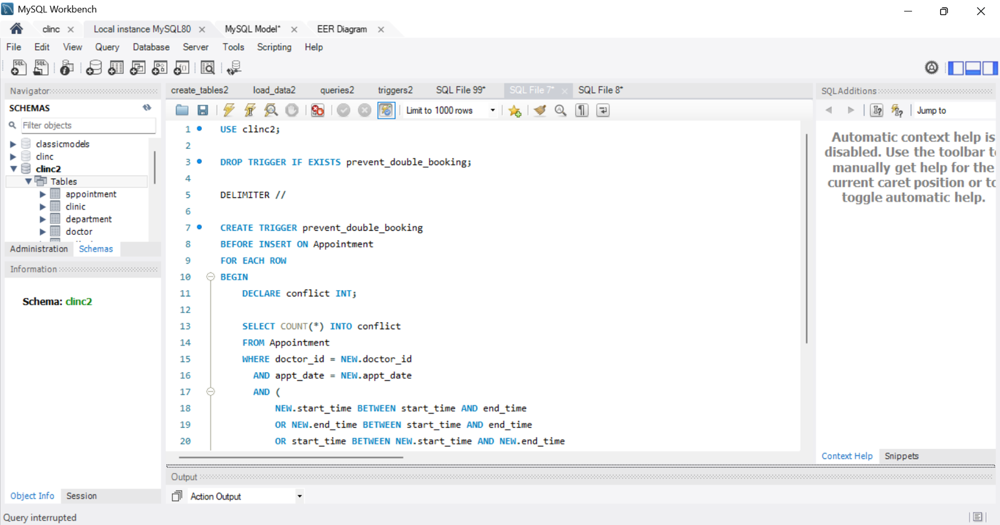 MySQL Workbench
clinc
Local instance MySQL80
MySQL Model*
EER Diagram
File Edit View Query Database Server Tools Scripting Help
Navigator
SCHEMAS
Filter objects
classicmodels
clinc
clinc2
Tables
appointment
clinic
department
doctor
Administration Schemas
Information
Schema: clinc2
Object Info Session
create_tables2 load_data2 queries2 triggers2 SQL File 99* SQL File 7* SQL File 8*
Limit to 1000 rows
1 USE clinc2;
2
3 DROP TRIGGER IF EXISTS prevent_double_booking;
4
5 DELIMITER //
6
7 CREATE TRIGGER prevent_double_booking
8 BEFORE INSERT ON Appointment
9 FOR EACH ROW
10 BEGIN
11 DECLARE conflict INT;
12
13 SELECT COUNT(*) INTO conflict
14 FROM Appointment
15 WHERE doctor_id = NEW.doctor_id
16 AND appt_date = NEW.appt_date
17 AND (
18 NEW.start_time BETWEEN start_time AND end_time
19 OR NEW.end_time BETWEEN start_time AND end_time
20 OR start_time BETWEEN NEW.start_time AND NEW.end_time
Output
Action Output
SQLAdditions
Jump to
Automatic context help is
disabled. Use the toolbar t
manually get help for the
current caret position or to
toggle automatic help.
Context Help Snippets
Query interrupted